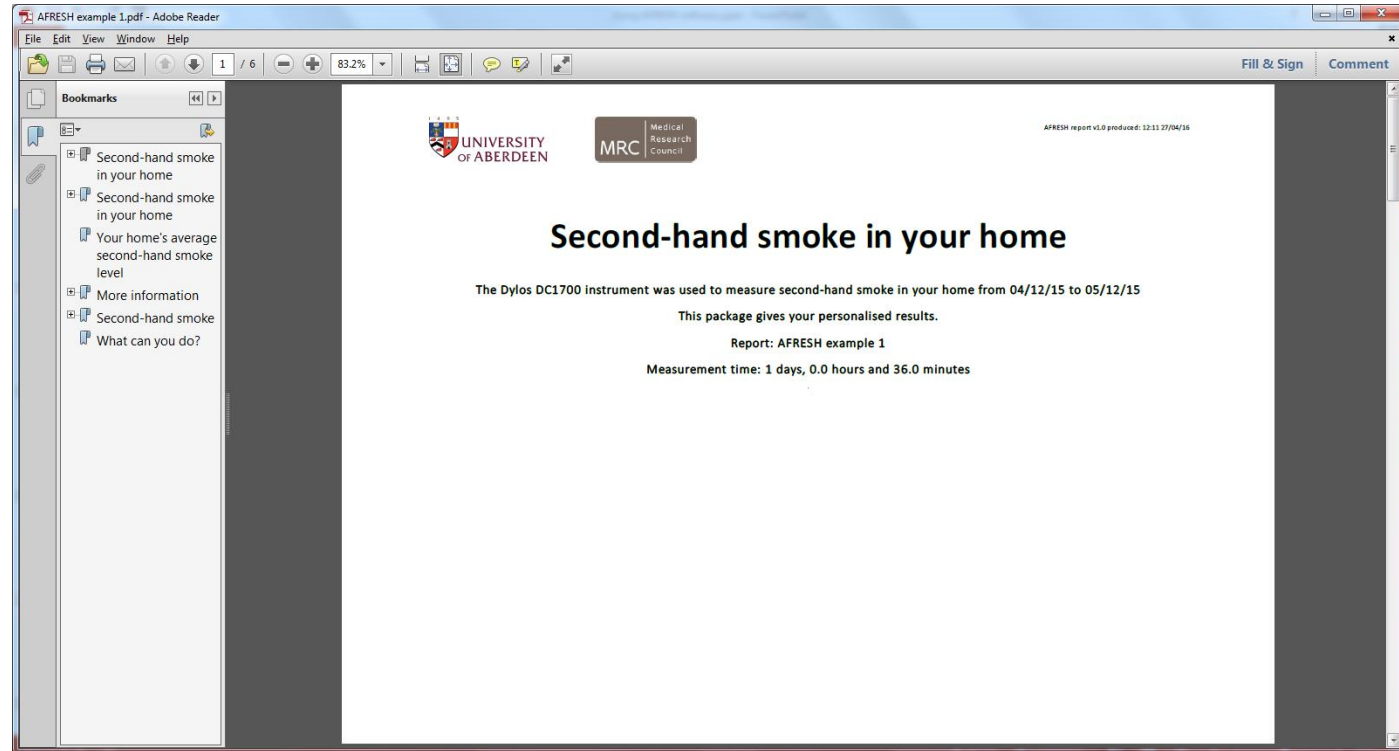 AFRESH example 1.pdf - Adobe Reader
File Edit View Window Help
1 / 6 83.2% Fill & Sign Comment
Bookmarks
Second-hand smoke
in your home
Second-hand smoke
in your home
Your home's average
second-hand smoke
level
More information
Second-hand smoke
What can you do?
1495
UNIVERSITY
OF ABERDEEN
MRC
Medical
Research
Council
AFRESH report v1.0 produced: 12:11 27/04/16
Second-hand smoke in your home
The Dylos DC1700 instrument was used to measure second-hand smoke in your home from 04/12/15 to 05/12/15
This package gives your personalised results.
Report: AFRESH example 1
Measurement time: 1 days, 0.0 hours and 36.0 minutes